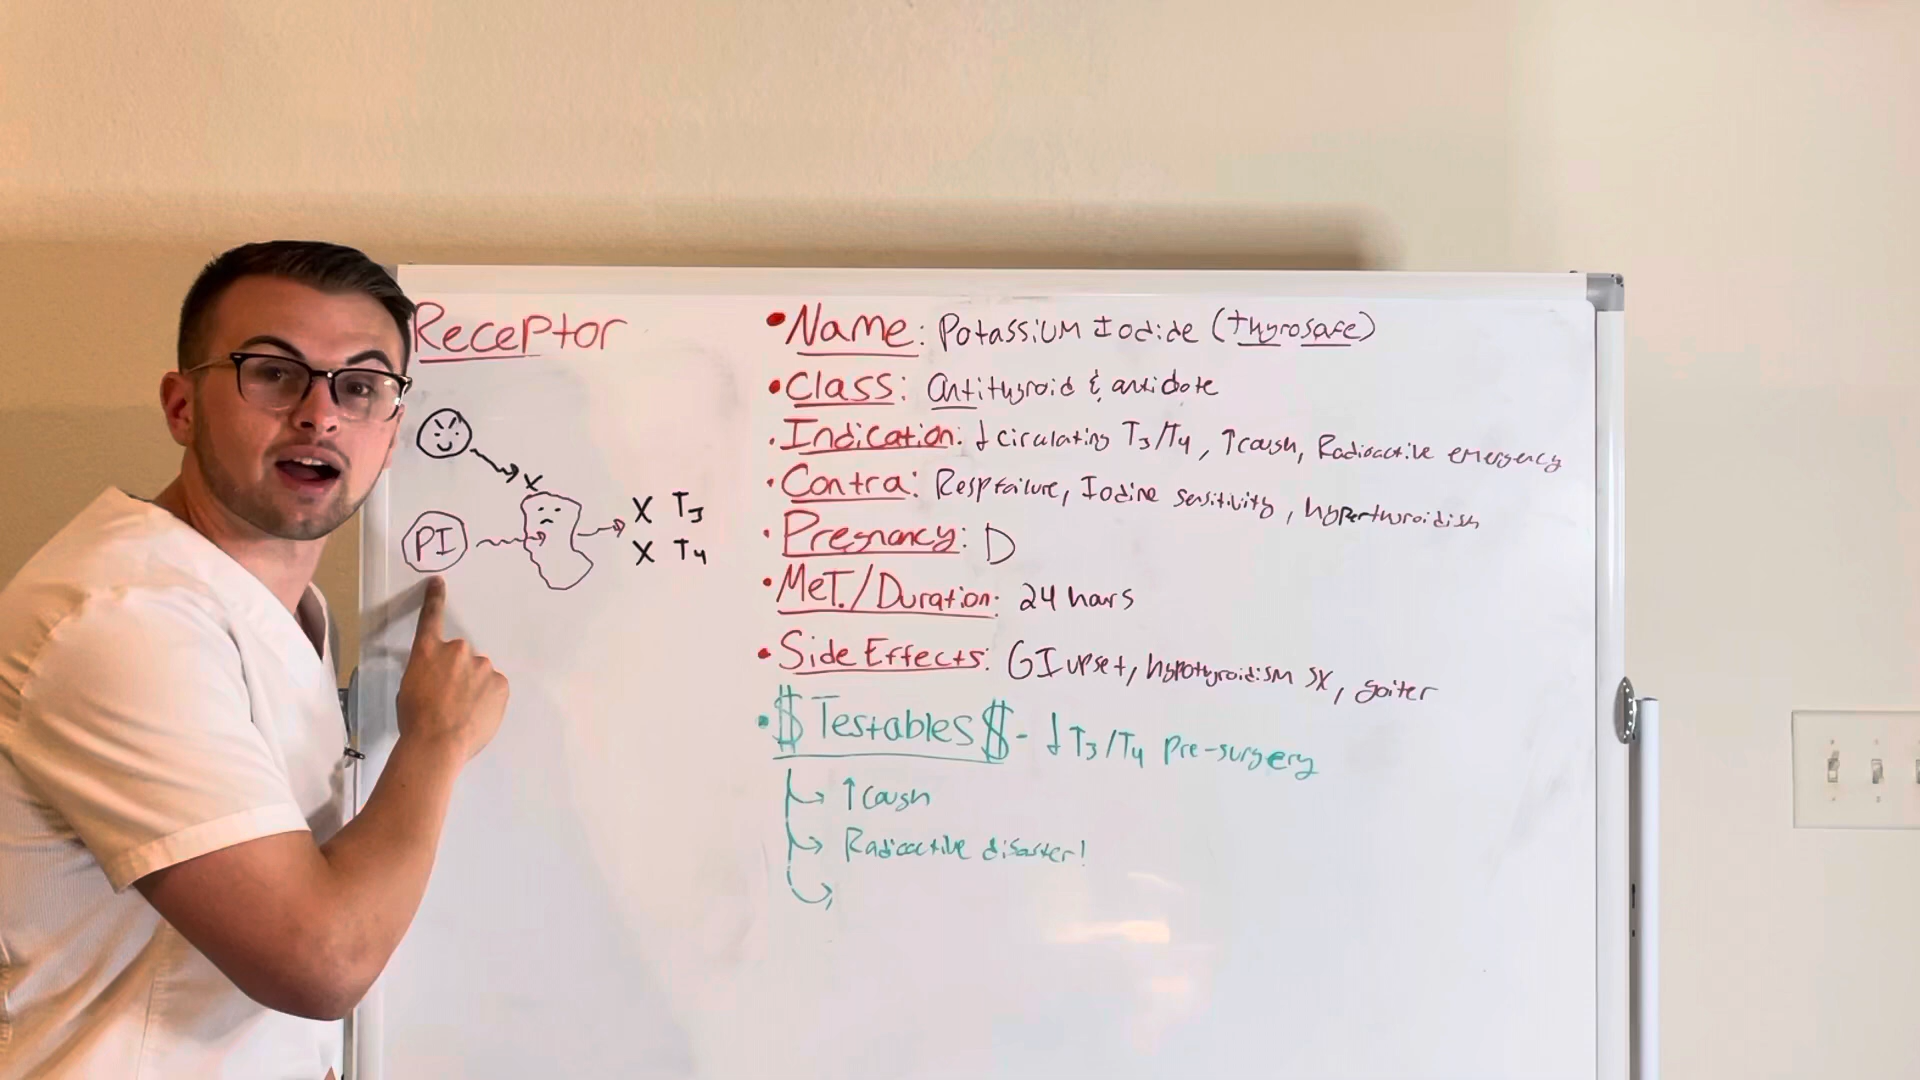 Receptor
X T3
PI
X T4
• Name: Potassium Iodide (thyrosafe)
• Class: Antithyroid & antidote
• Indication: ↓ circulating T3/T4, ↑ cough, Radioactive emergency
• Contra: Resp failure, Iodine sensitivity, hyperthyroidism
• Pregnancy: D
• Met./Duration: 24 hours
• Side Effects: GI upset, hypothyroidism sx, goiter
• $ Testables $ - ↓ T3/T4 pre-surgery
↑ cough
Radioactive disaster!